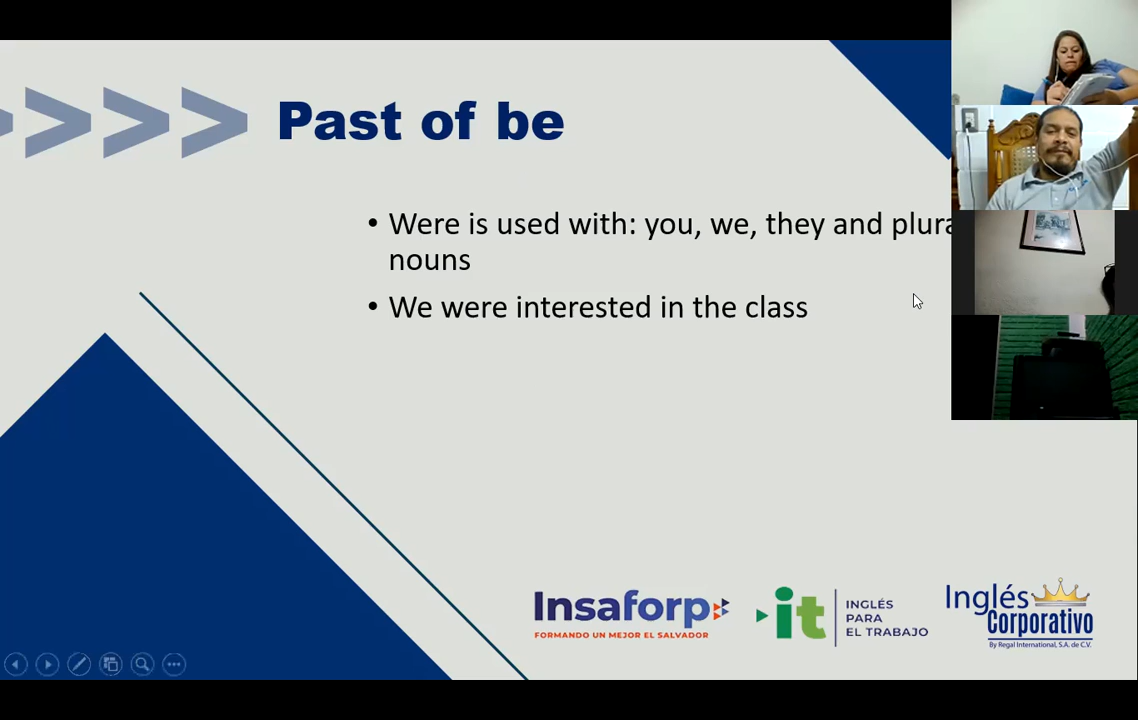 Past of be
• Were is used with: you, we, they and plura
nouns
• We were interested in the class
Insaforp
FORMANDO UN MEJOR EL SALVADOR
it
INGLÉS
PARA
EL TRABAJO
Inglés
Corporativo
By Regal International, S.A. de C.V.